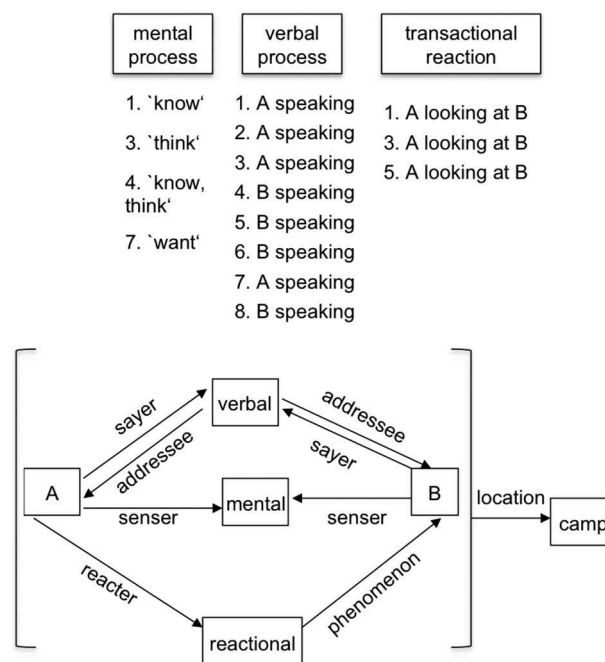 mental
process
verbal
process
transactional
reaction
1. `know‘
3. `think‘
4. `know,
think‘
7. `want‘
1. A speaking
2. A speaking
3. A speaking
4. B speaking
5. B speaking
6. B speaking
7. A speaking
8. B speaking
1. A looking at B
3. A looking at B
5. A looking at B
sayer
verbal
addressee
addressee
sayer
A
mental
B
senser
senser
location
camp
reacter
phenomenon
reactional